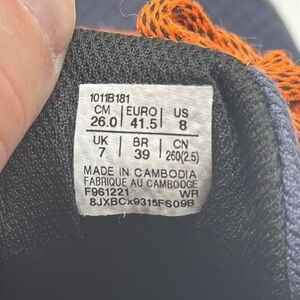 1011B181
CM EURO US
26.0 41.5 8
UK BR CN
7 39 260(2.5)
MADE IN CAMBODIA
FABRIQUE AU CAMBODGE
F961221 WR
8JXBCx9315FS09B